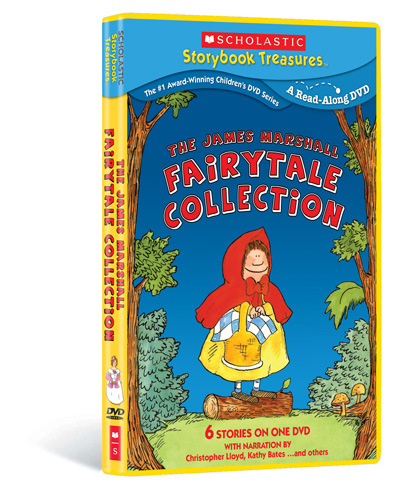 SCHOLASTIC
Storybook Treasures™
The #1 Award-Winning Children's DVD Series
A Read-Along DVD
THE JAMES MARSHALL
FAIRYTALE
COLLECTION
6 STORIES ON ONE DVD
WITH NARRATION BY
Christopher Lloyd, Kathy Bates ...and others
SCHOLASTIC
Storybook
Treasures
THE JAMES MARSHALL
FAIRYTALE COLLECTION
DVD
S